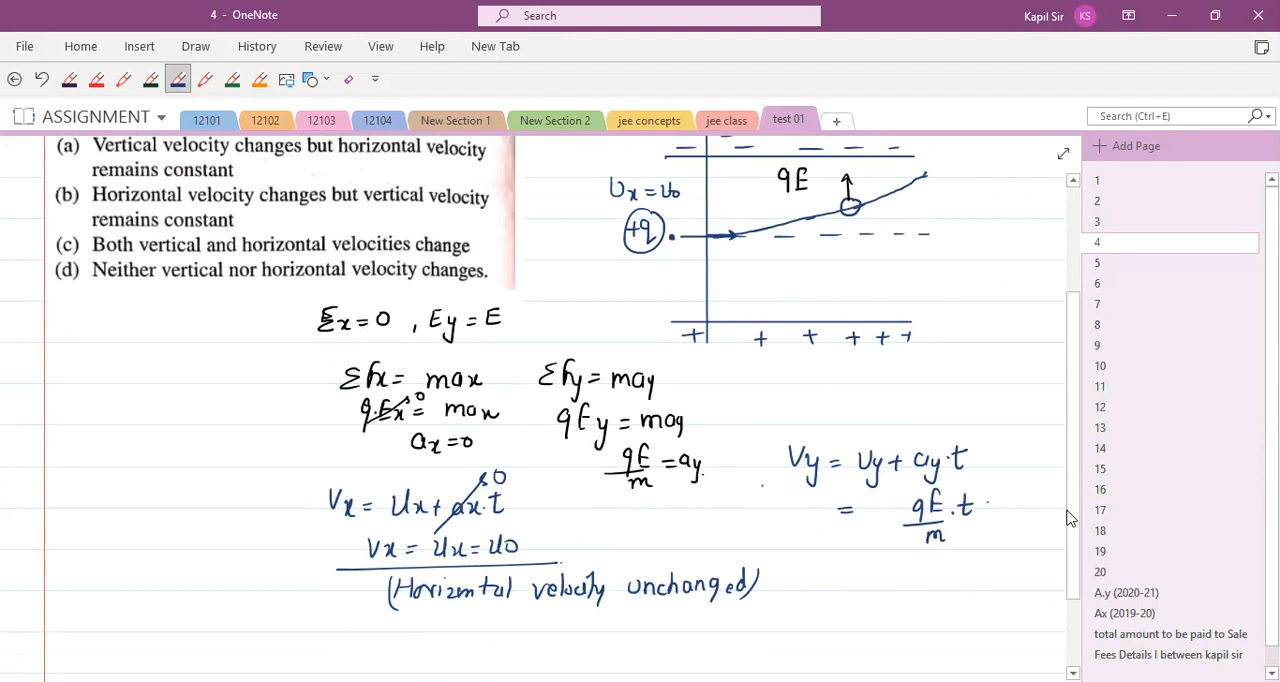 4 - OneNote
Search
Kapil Sir
KS
File Home Insert Draw History Review View Help New Tab
ASSIGNMENT
12101
12102
12103
12104
New Section 1
New Section 2
jee concepts
jee class
test 01
+
Search (Ctrl+E)
Add Page
(a) Vertical velocity changes but horizontal velocity
remains constant
(b) Horizontal velocity changes but vertical velocity
remains constant
(c) Both vertical and horizontal velocities change
(d) Neither vertical nor horizontal velocity changes.
qE
Ux = U0
+q
+ + + + +
Ex = 0 , Ey = E
Σfx = max
q.Ex 0 = max
ax = 0
Σfy = may
qEy = may
qE/m = ay.
Vx = Ux + ax.t 0
Vx = Ux = U0
(Horizontal velocity unchanged)
Vy = Uy + ay.t
= qE/m .t
1
2
3
4
5
6
7
8
9
10
11
12
13
14
15
16
17
18
19
20
A.y (2020-21)
Ax (2019-20)
total amount to be paid to Sale
Fees Details I between kapil sir